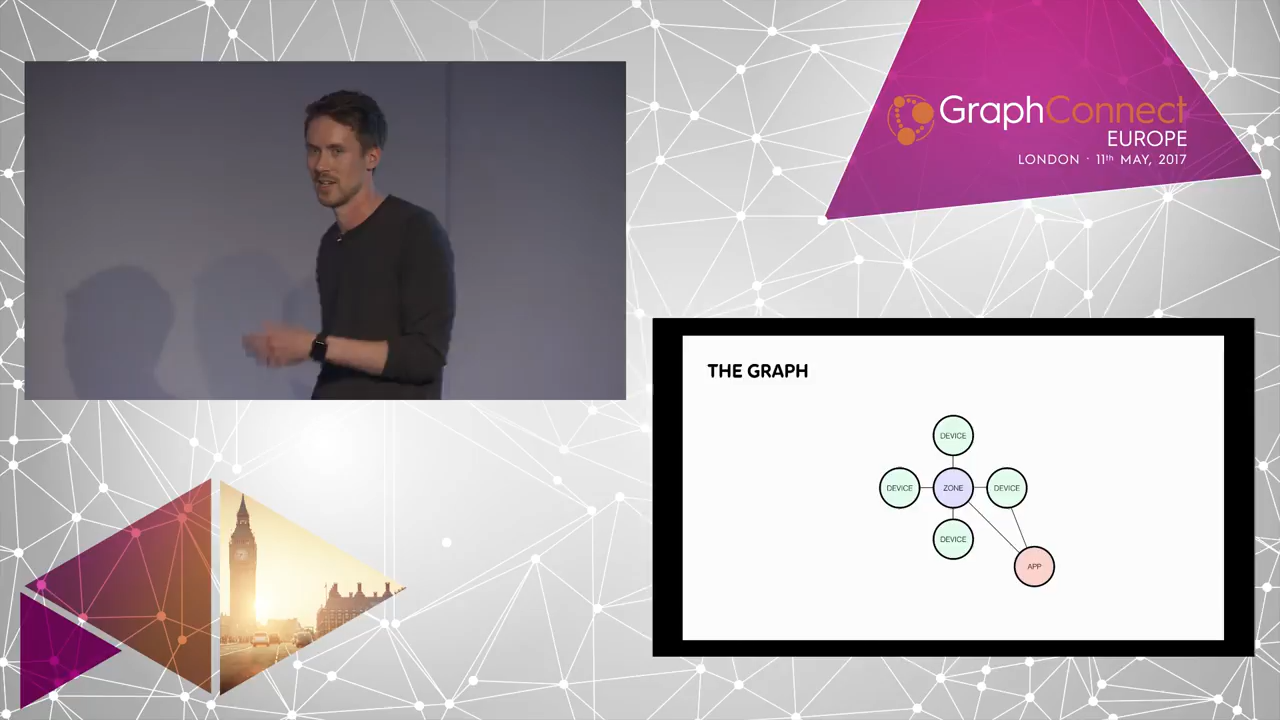 GraphConnect
EUROPE
LONDON · 11th MAY, 2017
THE GRAPH
DEVICE
DEVICE
ZONE
DEVICE
DEVICE
APP